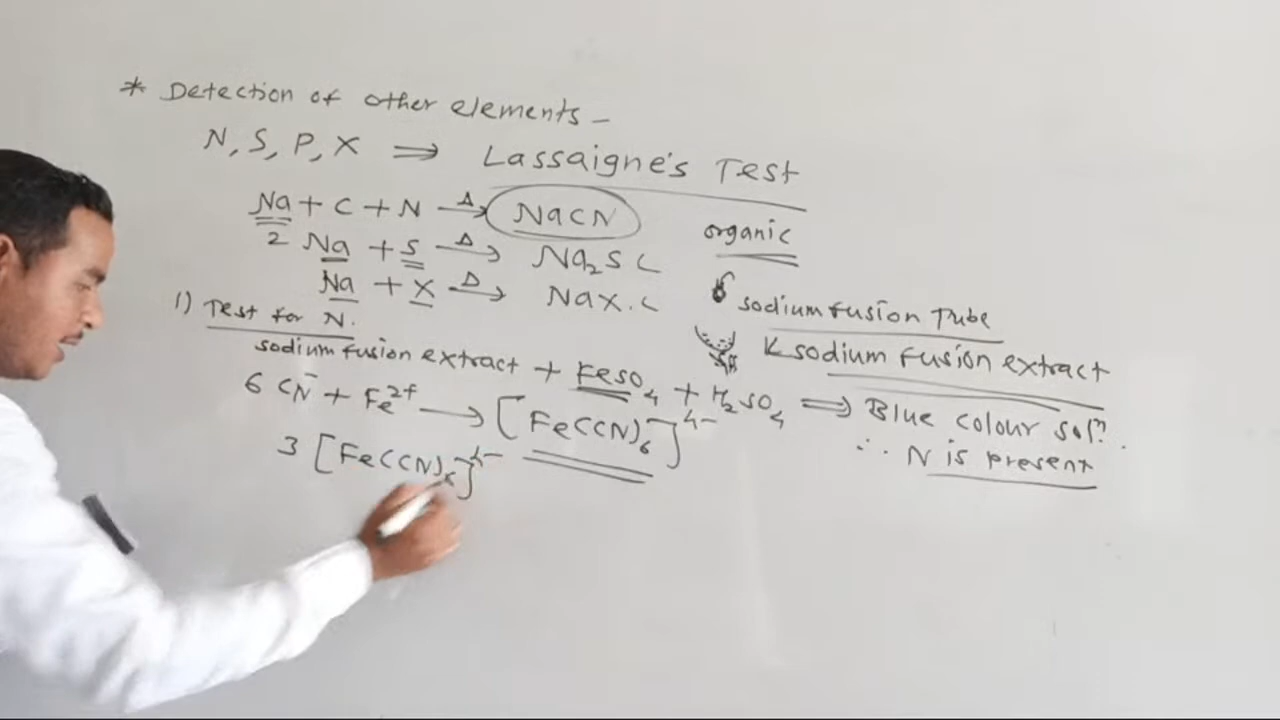 * Detection of other elements -
N, S, P, X ⇒ Lassaigne's Test
Na + C + N —Δ→ NaCN
organic
2 Na + S —Δ→ Na₂S
Na + X —Δ→ NaX.
sodium fusion Tube
sodium fusion extract
1) Test for N.
sodium fusion extract + FeSO₄ + H₂SO₄ ⇒ Blue colour solⁿ.
6 CN⁻ + Fe²⁺ → [Fe(CN)₆]⁴⁻
∴ N is present
3 [Fe(CN)₆]⁴⁻